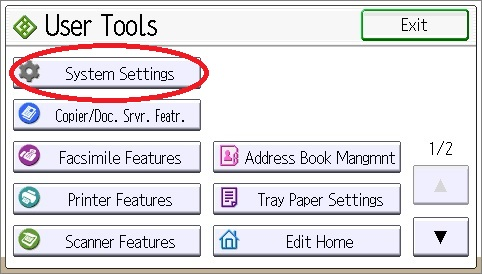 User Tools
Exit
System Settings
Copier/Doc. Srvr. Featr.
Facsimile Features
Address Book Mangmnt
1/2
Printer Features
Tray Paper Settings
Scanner Features
Edit Home